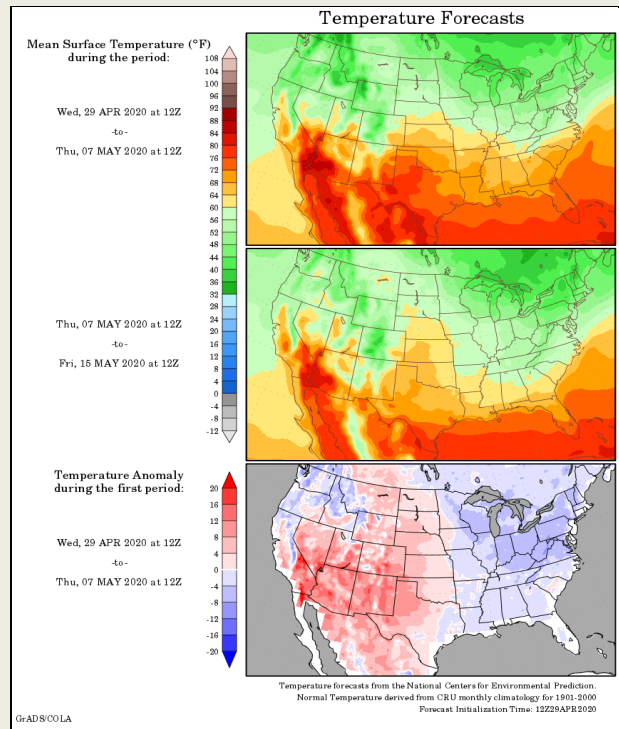 Temperature Forecasts
Mean Surface Temperature (°F)
during the period:
Wed, 29 APR 2020 at 12Z
-to-
Thu, 07 MAY 2020 at 12Z
108
104
100
96
92
88
84
80
76
72
68
64
60
56
52
48
44
40
36
32
28
24
20
16
12
8
4
0
-4
-8
-12
Thu, 07 MAY 2020 at 12Z
-to-
Fri, 15 MAY 2020 at 12Z
Temperature Anomaly
during the first period:
Wed, 29 APR 2020 at 12Z
-to-
Thu, 07 MAY 2020 at 12Z
20
16
12
8
4
0
-4
-8
-12
-16
-20
Temperature forecasts from the National Centers for Environmental Prediction.
Normal Temperature derived from CRU monthly climatology for 1901-2000
Forecast Initialization Time: 12Z29APR2020
GrADS/COLA